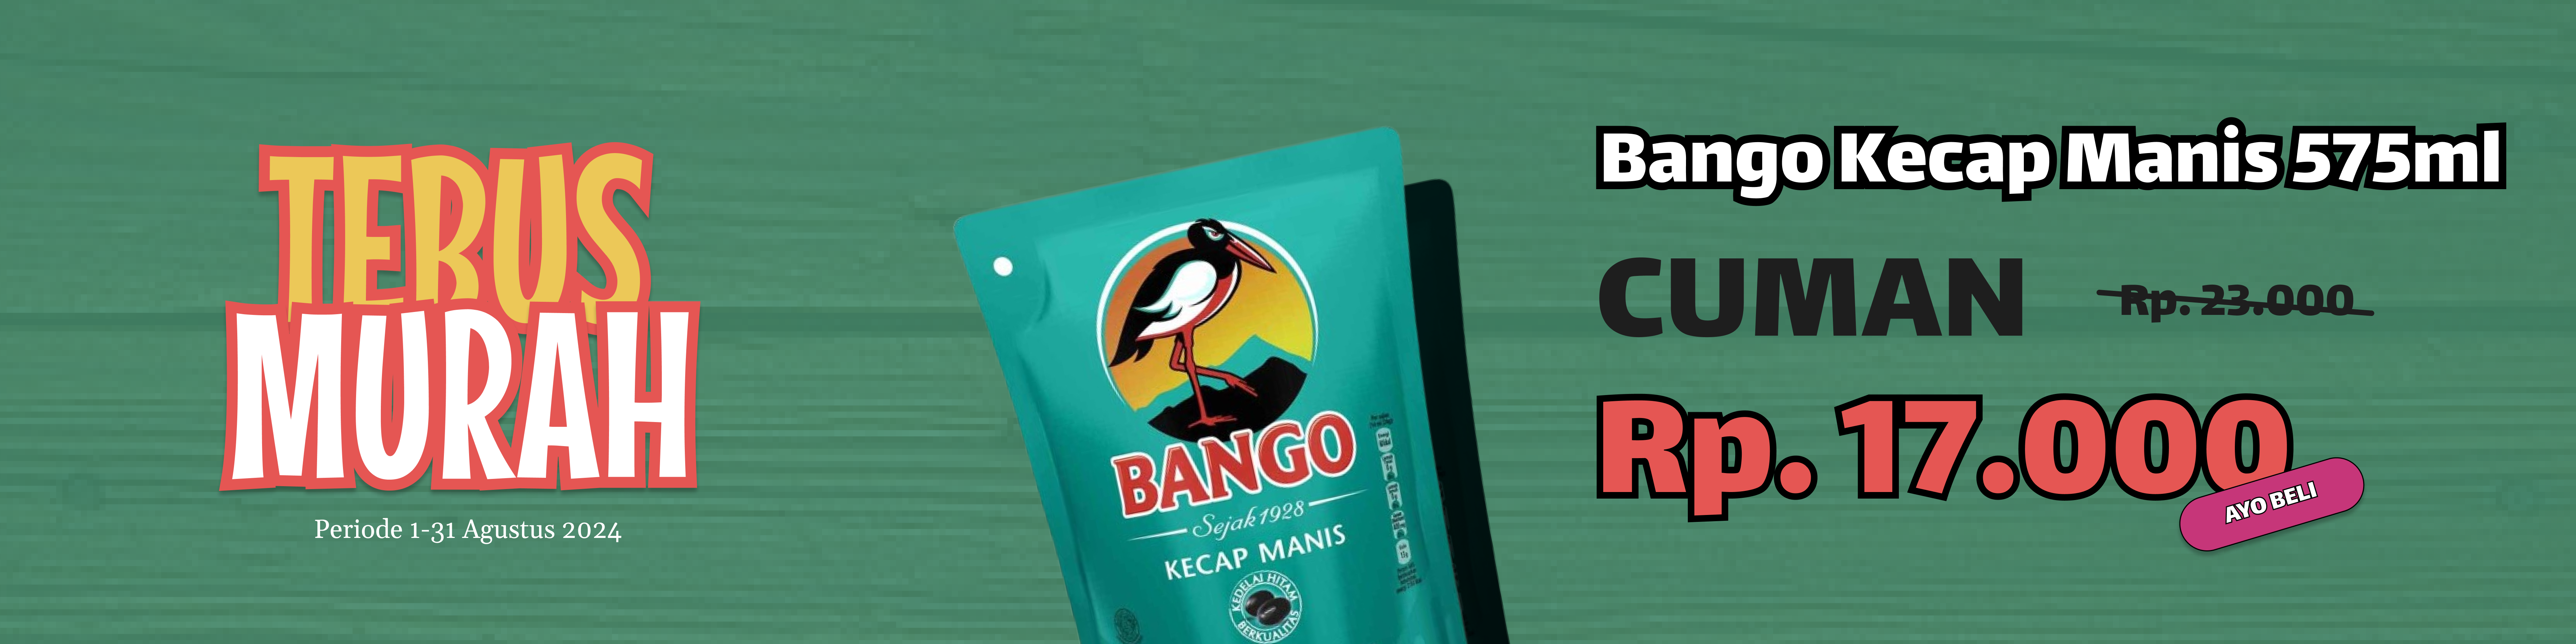 TEBUS
MURAH
Periode 1-31 Agustus 2024
BANGO
Sejak 1928
KECAP MANIS
KEDELAI HITAM
BERKUALITAS
Bango Kecap Manis 575ml
CUMAN
Rp. 23.000
Rp. 17.000
AYO BELI